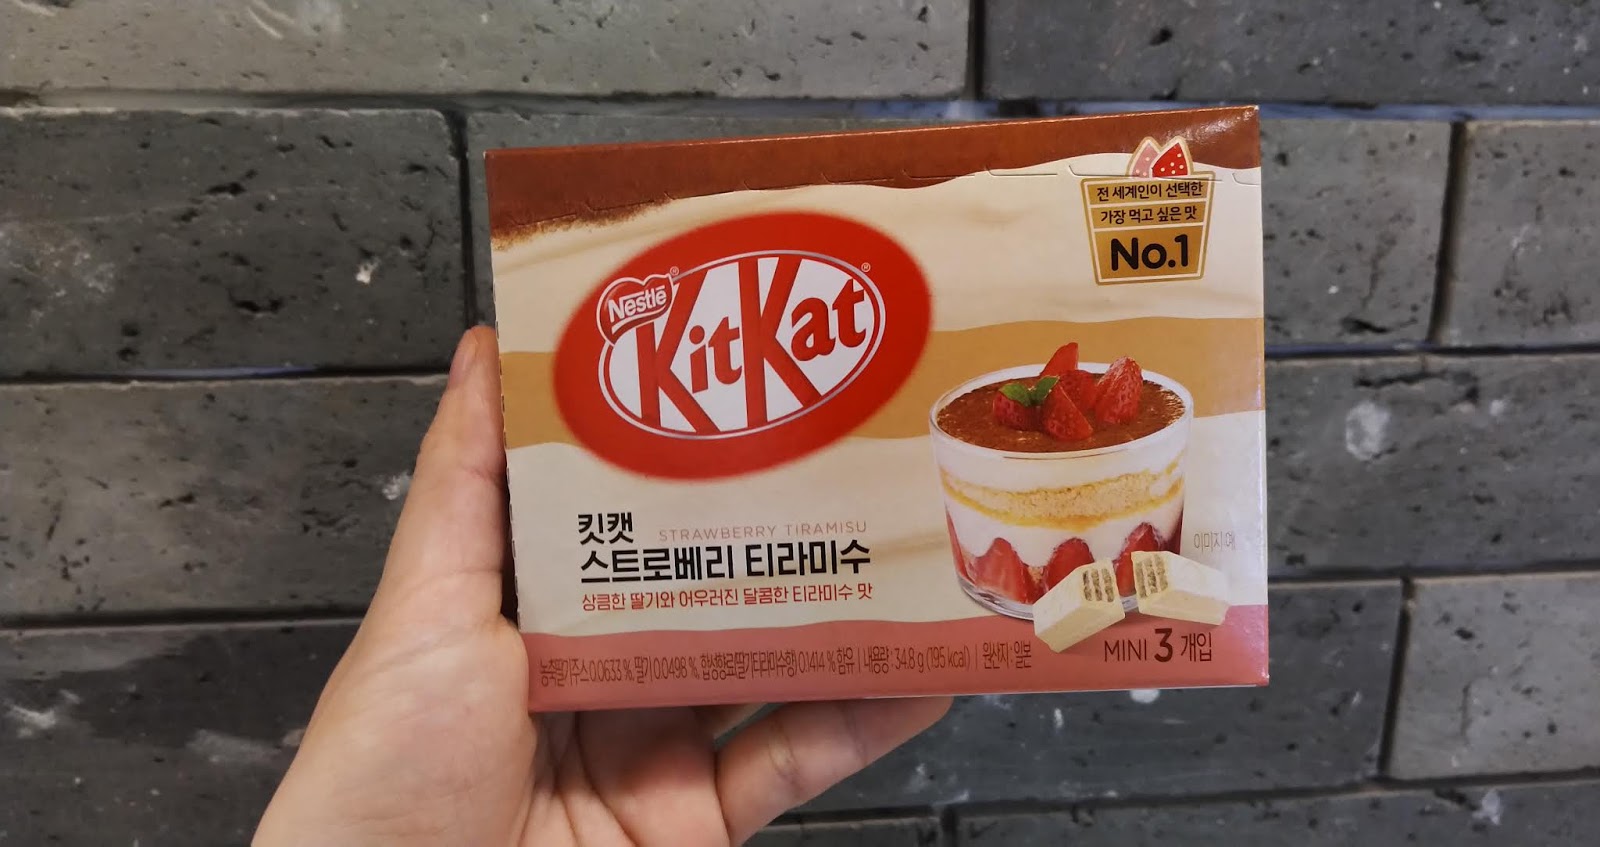 전 세계인이 선택한
가장 먹고 싶은 맛
No.1
Nestlé®
KitKat®
킷캣 STRAWBERRY TIRAMISU
스트로베리 티라미수
상큼한 딸기와 어우러진 달콤한 티라미수 맛
이미지 예
MINI 3 개입
농축딸기주스 0.0633 %, 딸기 0.0498 %, 합성향료(딸기티라미수향) 0.1414 % 함유 | 내용량 : 34.8 g (195 kcal) | 원산지 : 일본